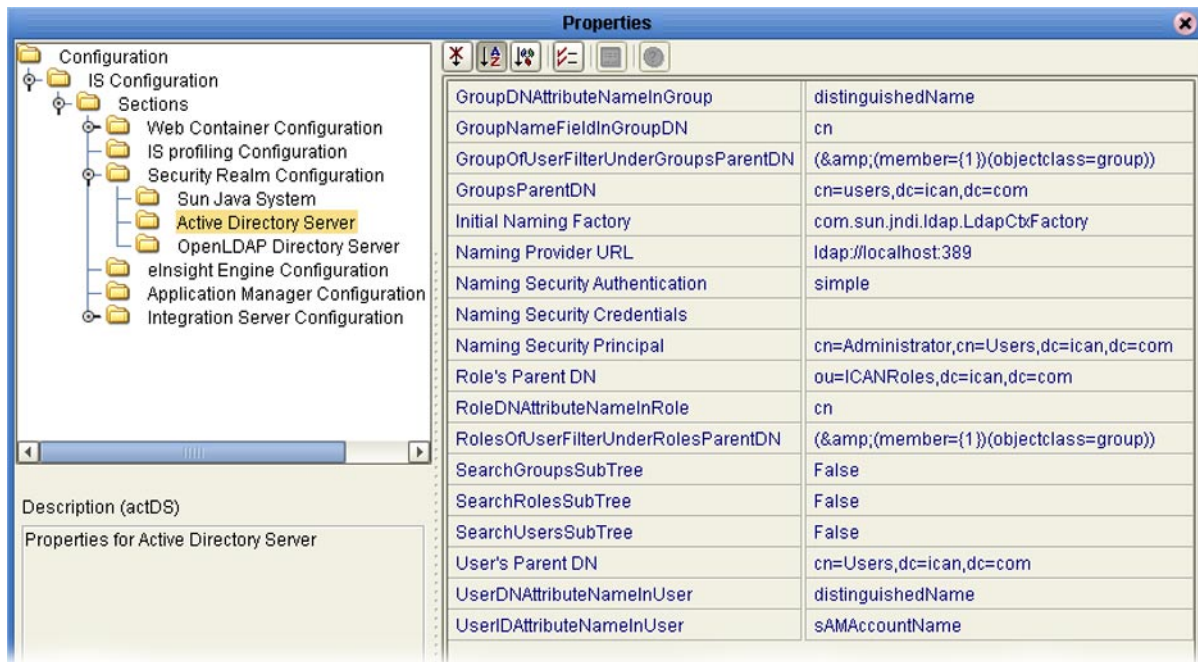 Properties
Configuration
IS Configuration
Sections
Web Container Configuration
IS profiling Configuration
Security Realm Configuration
Sun Java System
Active Directory Server
OpenLDAP Directory Server
eInsight Engine Configuration
Application Manager Configuration
Integration Server Configuration
Description (actDS)
Properties for Active Directory Server
GroupDNAttributeNameInGroup distinguishedName
GroupNameFieldInGroupDN cn
GroupOfUserFilterUnderGroupsParentDN (&amp;(member={1})(objectclass=group))
GroupsParentDN cn=users,dc=ican,dc=com
Initial Naming Factory com.sun.jndi.ldap.LdapCtxFactory
Naming Provider URL ldap://localhost:389
Naming Security Authentication simple
Naming Security Credentials
Naming Security Principal cn=Administrator,cn=Users,dc=ican,dc=com
Role's Parent DN ou=ICANRoles,dc=ican,dc=com
RoleDNAttributeNameInRole cn
RolesOfUserFilterUnderRolesParentDN (&amp;(member={1})(objectclass=group))
SearchGroupsSubTree False
SearchRolesSubTree False
SearchUsersSubTree False
User's Parent DN cn=Users,dc=ican,dc=com
UserDNAttributeNameInUser distinguishedName
UserIDAttributeNameInUser sAMAccountName